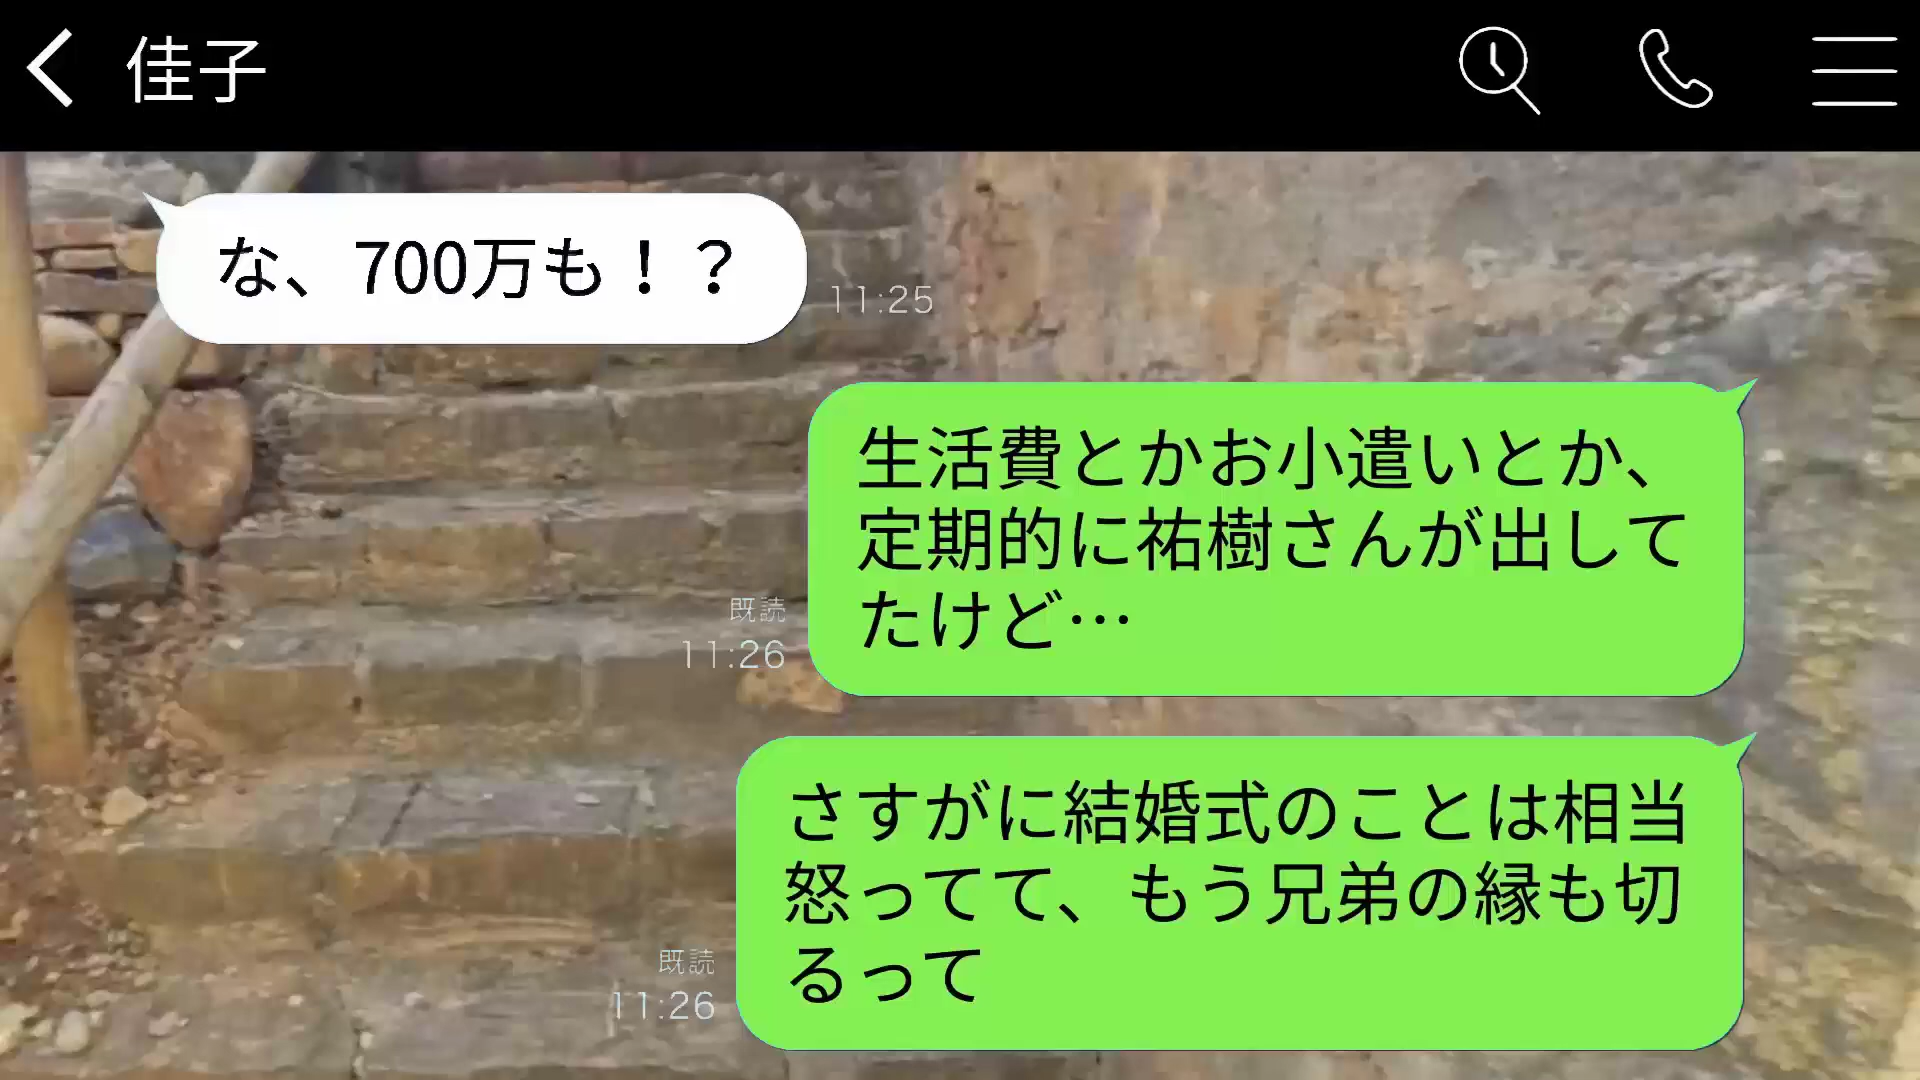 佳子
な、700万も！？
11:25
生活費とかお小遣いとか、
定期的に祐樹さんが出して
たけど…
既読
11:26
さすがに結婚式のことは相当
怒ってて、もう兄弟の縁も切
るって
既読
11:26